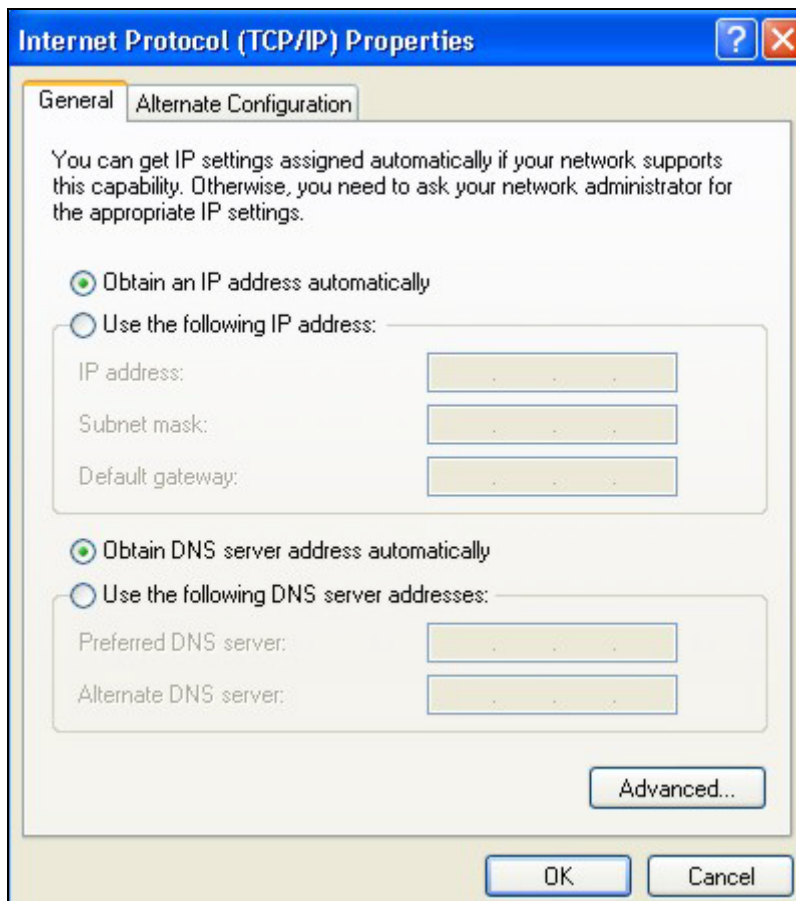 Internet Protocol (TCP/IP) Properties
General
Alternate Configuration
You can get IP settings assigned automatically if your network supports
this capability. Otherwise, you need to ask your network administrator for
the appropriate IP settings.
Obtain an IP address automatically
Use the following IP address:
IP address:
Subnet mask:
Default gateway:
Obtain DNS server address automatically
Use the following DNS server addresses:
Preferred DNS server:
Alternate DNS server:
Advanced...
OK
Cancel